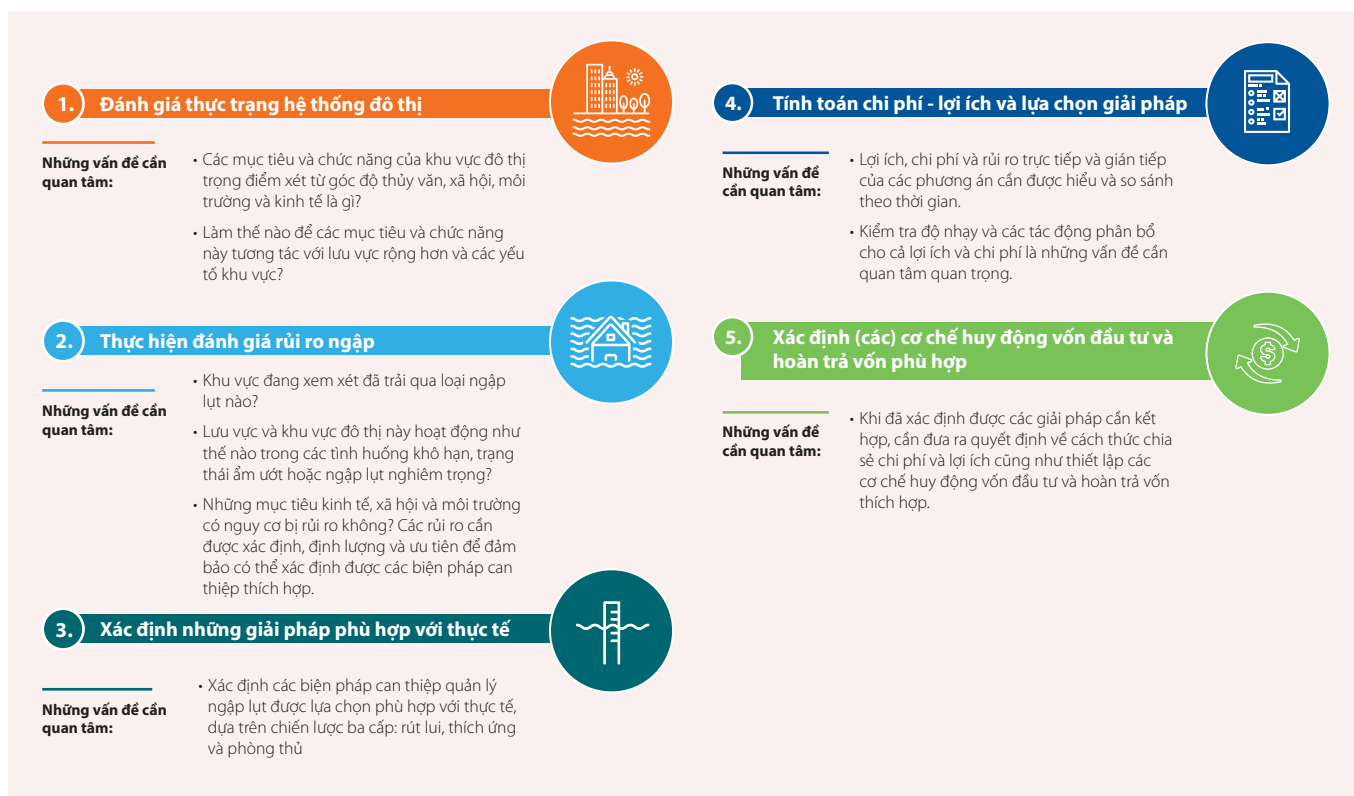 1. Đánh giá thực trạng hệ thống đô thị
Những vấn đề cần
quan tâm:
• Các mục tiêu và chức năng của khu vực đô thị
trọng điểm xét từ góc độ thủy văn, xã hội, môi
trường và kinh tế là gì?
• Làm thế nào để các mục tiêu và chức năng
này tương tác với lưu vực rộng hơn và các yếu
tố khu vực?
2. Thực hiện đánh giá rủi ro ngập
Những vấn đề cần
quan tâm:
• Khu vực đang xem xét đã trải qua loại ngập
lụt nào?
• Lưu vực và khu vực đô thị này hoạt động như
thế nào trong các tình huống khô hạn, trạng
thái ẩm ướt hoặc ngập lụt nghiêm trọng?
• Những mục tiêu kinh tế, xã hội và môi trường
có nguy cơ bị rủi ro không? Các rủi ro cần
được xác định, định lượng và ưu tiên để đảm
bảo có thể xác định được các biện pháp can
thiệp thích hợp.
3. Xác định những giải pháp phù hợp với thực tế
Những vấn đề cần
quan tâm:
• Xác định các biện pháp can thiệp quản lý
ngập lụt được lựa chọn phù hợp với thực tế,
dựa trên chiến lược ba cấp: rút lui, thích ứng
và phòng thủ
4. Tính toán chi phí - lợi ích và lựa chọn giải pháp
Những vấn đề
cần quan tâm:
• Lợi ích, chi phí và rủi ro trực tiếp và gián tiếp
của các phương án cần được hiểu và so sánh
theo thời gian.
• Kiểm tra độ nhạy và các tác động phân bổ
cho cả lợi ích và chi phí là những vấn đề cần
quan tâm quan trọng.
5. Xác định (các) cơ chế huy động vốn đầu tư và
hoàn trả vốn phù hợp
Những vấn đề
cần quan tâm:
• Khi đã xác định được các giải pháp cần kết
hợp, cần đưa ra quyết định về cách thức chia
sẻ chi phí và lợi ích cũng như thiết lập các
cơ chế huy động vốn đầu tư và hoàn trả vốn
thích hợp.